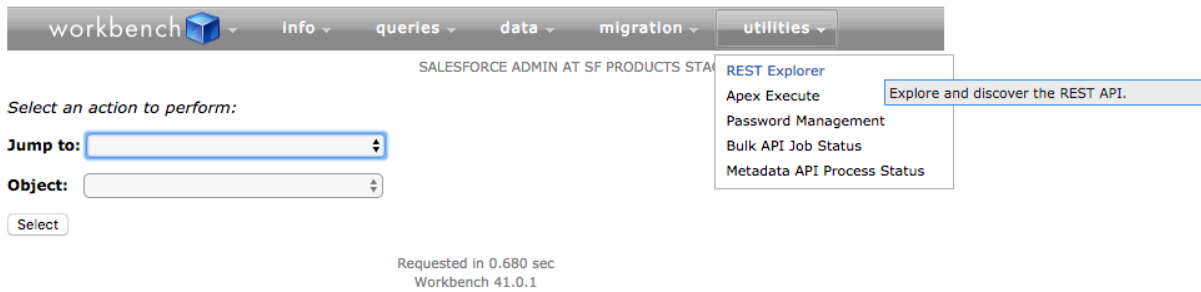 workbench info queries data migration utilities
SALESFORCE ADMIN AT SF PRODUCTS STAG
REST Explorer
Explore and discover the REST API.
Apex Execute
Password Management
Bulk API Job Status
Metadata API Process Status
Select an action to perform:
Jump to:
Object:
Select
Requested in 0.680 sec
Workbench 41.0.1